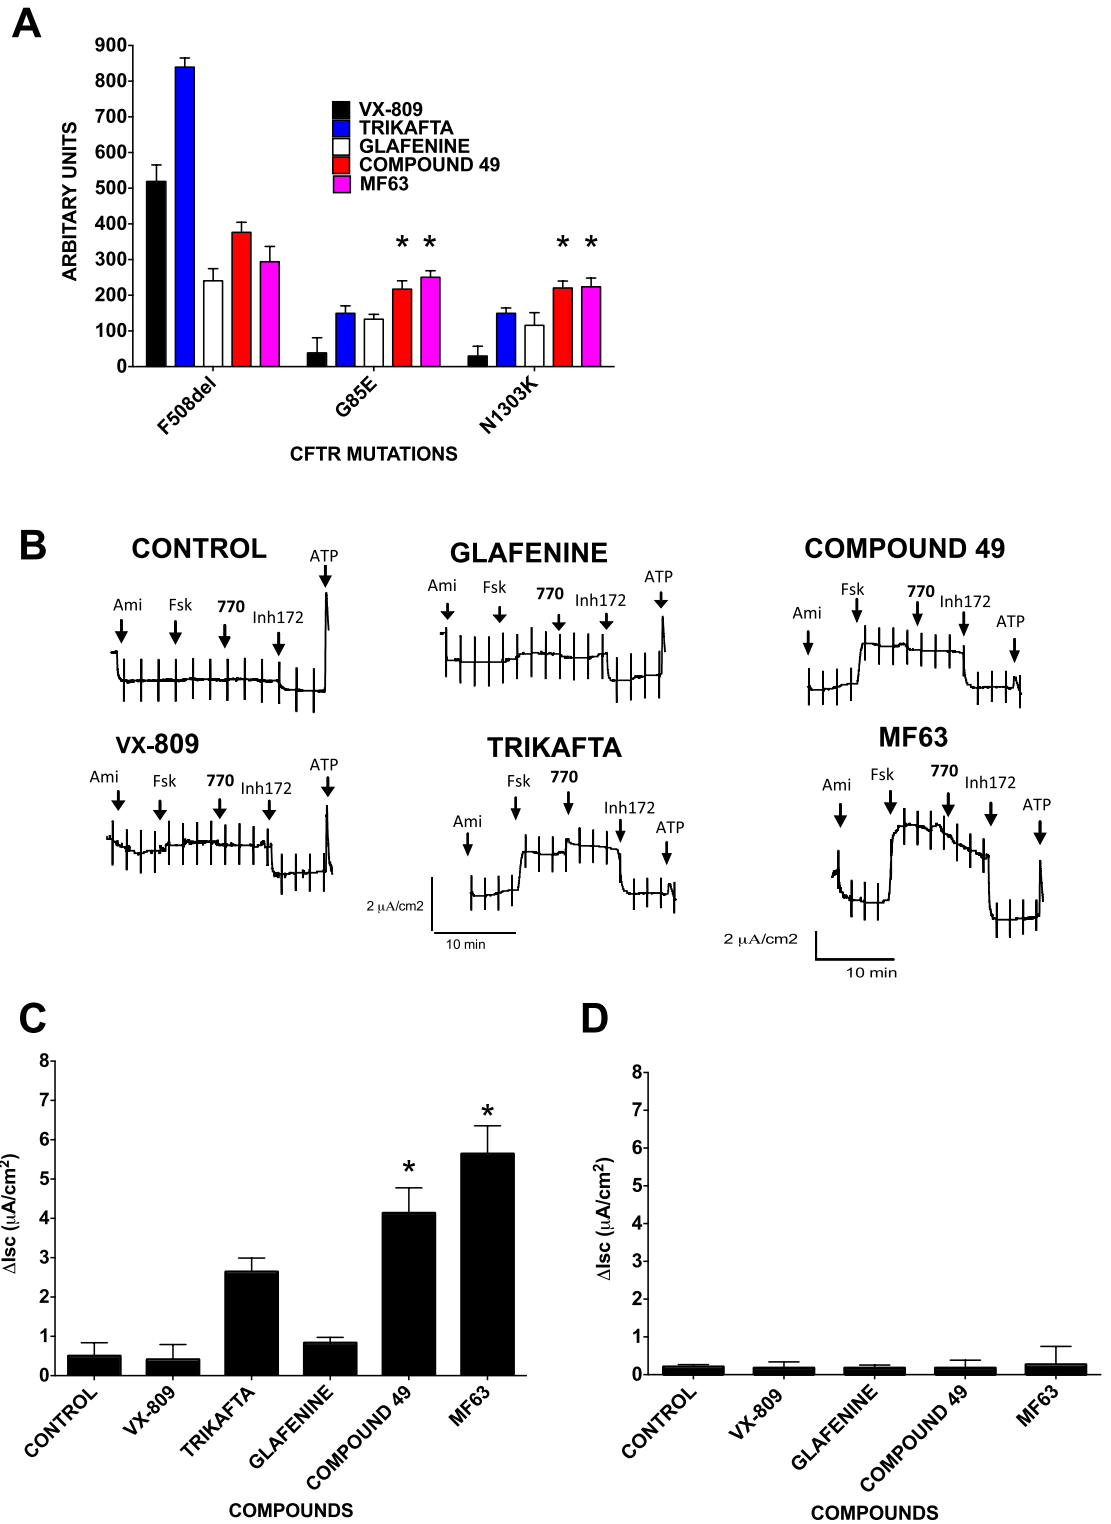 A
900
800
700
600
500
400
300
200
100
0
ARBITARY UNITS
VX-809
TRIKAFTA
GLAFENINE
COMPOUND 49
MF63
* *
* *
F508del
G85E
N1303K
CFTR MUTATIONS
B
CONTROL
Ami
Fsk
770
Inh172
ATP
GLAFENINE
Ami
Fsk
770
Inh172
ATP
COMPOUND 49
Ami
Fsk
770
Inh172
ATP
VX-809
Ami
Fsk
770
Inh172
ATP
TRIKAFTA
Ami
Fsk
770
Inh172
ATP
2 μA/cm2
10 min
MF63
Ami
Fsk
770
Inh172
ATP
2 μA/cm2
10 min
C
8
7
6
5
4
3
2
1
0
ΔIsc (μA/cm²)
*
*
CONTROL
VX-809
TRIKAFTA
GLAFENINE
COMPOUND 49
MF63
COMPOUNDS
D
8
7
6
5
4
3
2
1
0
ΔIsc (μA/cm²)
CONTROL
VX-809
GLAFENINE
COMPOUND 49
MF63
COMPOUNDS